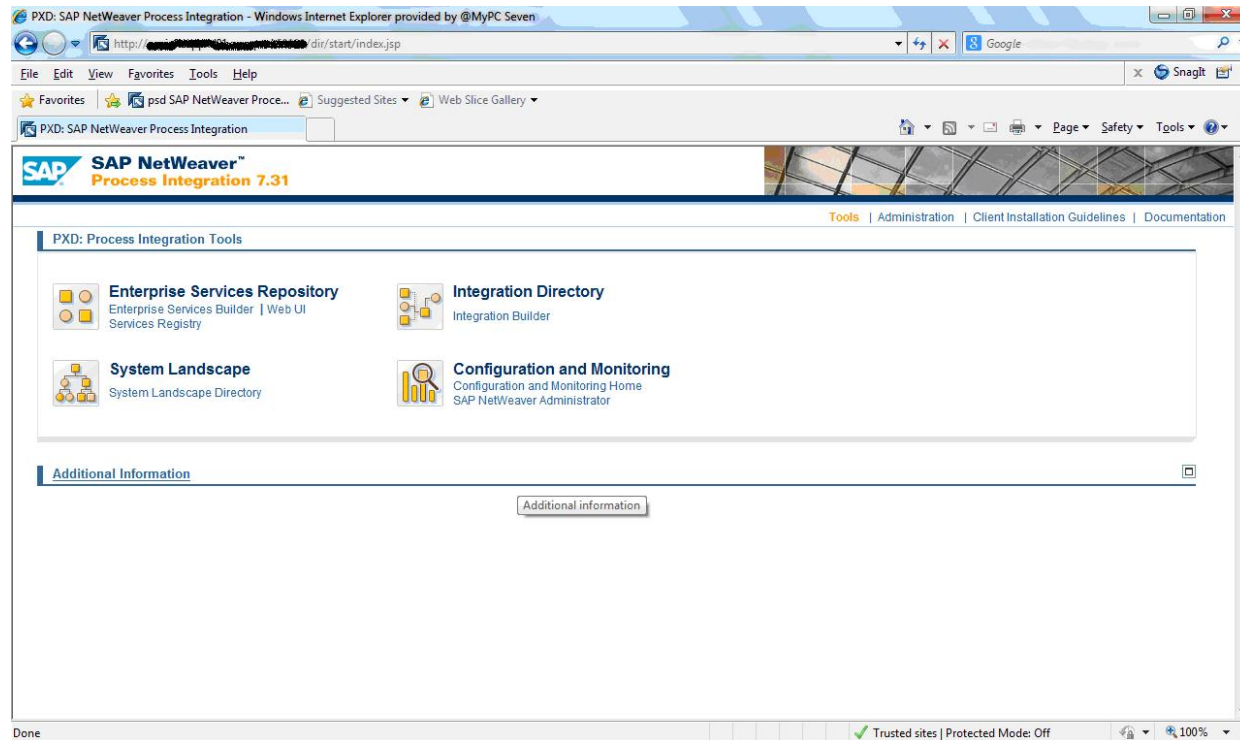 PXD: SAP NetWeaver Process Integration - Windows Internet Explorer provided by @MyPC Seven
http:// /dir/start/index.jsp
Google
File Edit View Favorites Tools Help
x SnagIt
Favorites psd SAP NetWeaver Proce... Suggested Sites Web Slice Gallery
PXD: SAP NetWeaver Process Integration
Page Safety Tools
SAP
SAP NetWeaver™
Process Integration 7.31
Tools | Administration | Client Installation Guidelines | Documentation
PXD: Process Integration Tools
Enterprise Services Repository
Enterprise Services Builder | Web UI
Services Registry
Integration Directory
Integration Builder
System Landscape
System Landscape Directory
Configuration and Monitoring
Configuration and Monitoring Home
SAP NetWeaver Administrator
Additional Information
Additional information
Done
Trusted sites | Protected Mode: Off
100%